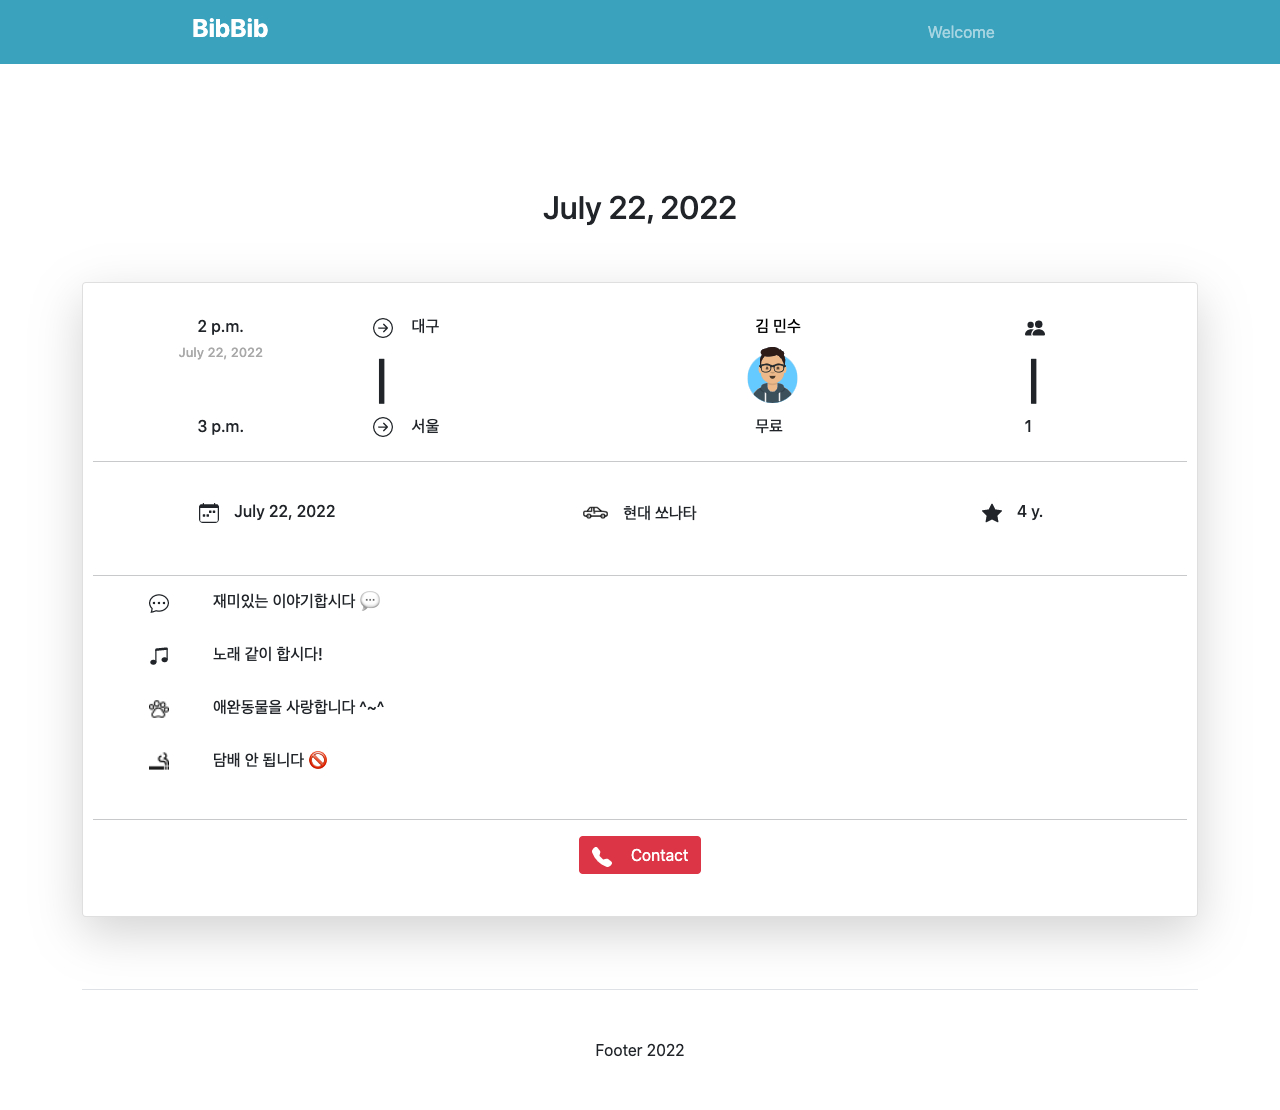 BibBib
Welcome
July 22, 2022
2 p.m.
대구
김 민수
July 22, 2022
3 p.m.
서울
무료
1
July 22, 2022
현대 쏘나타
4 y.
재미있는 이야기합시다 💬
노래 같이 합시다!
애완동물을 사랑합니다 ^~^
담배 안 됩니다 🚫
Contact
Footer 2022